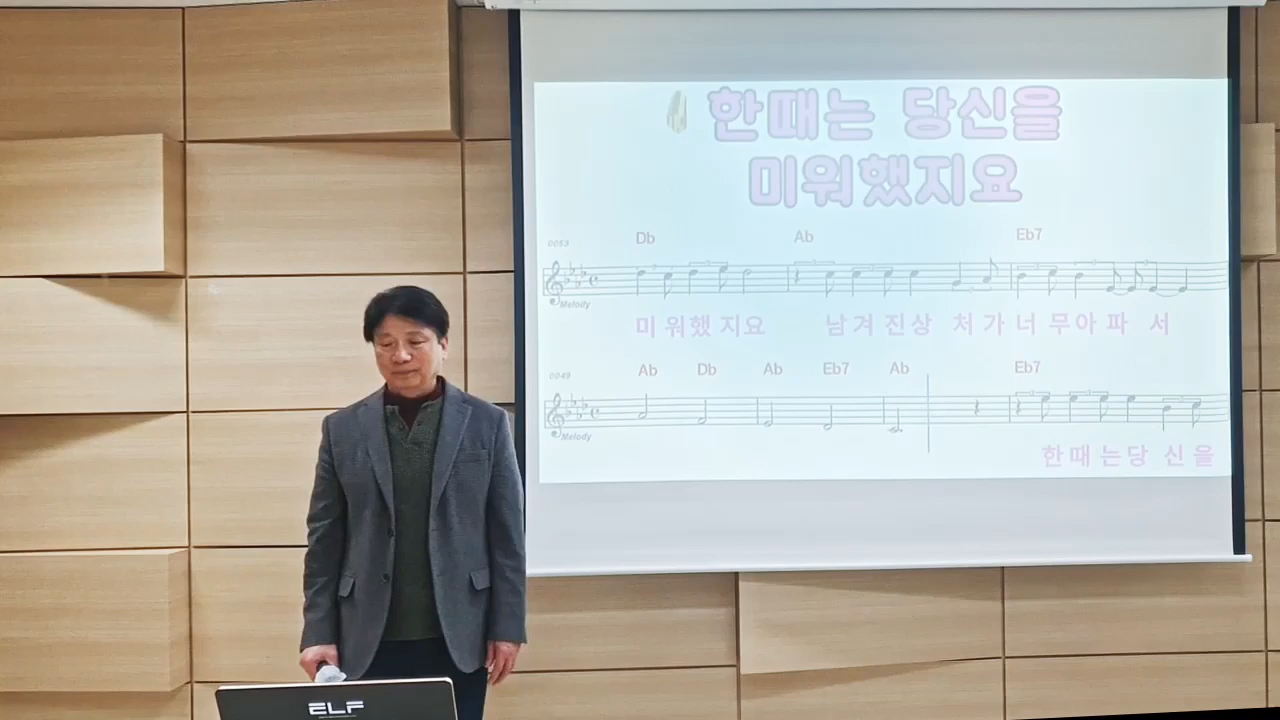 한때는 당신을
미워했지요
0053 Db Ab Eb7
Melody
미 워했 지요 남겨 진상 처 가 너 무아 파 서
0049 Ab Db Ab Eb7 Ab Eb7
Melody
한때 는당 신 을
ELF